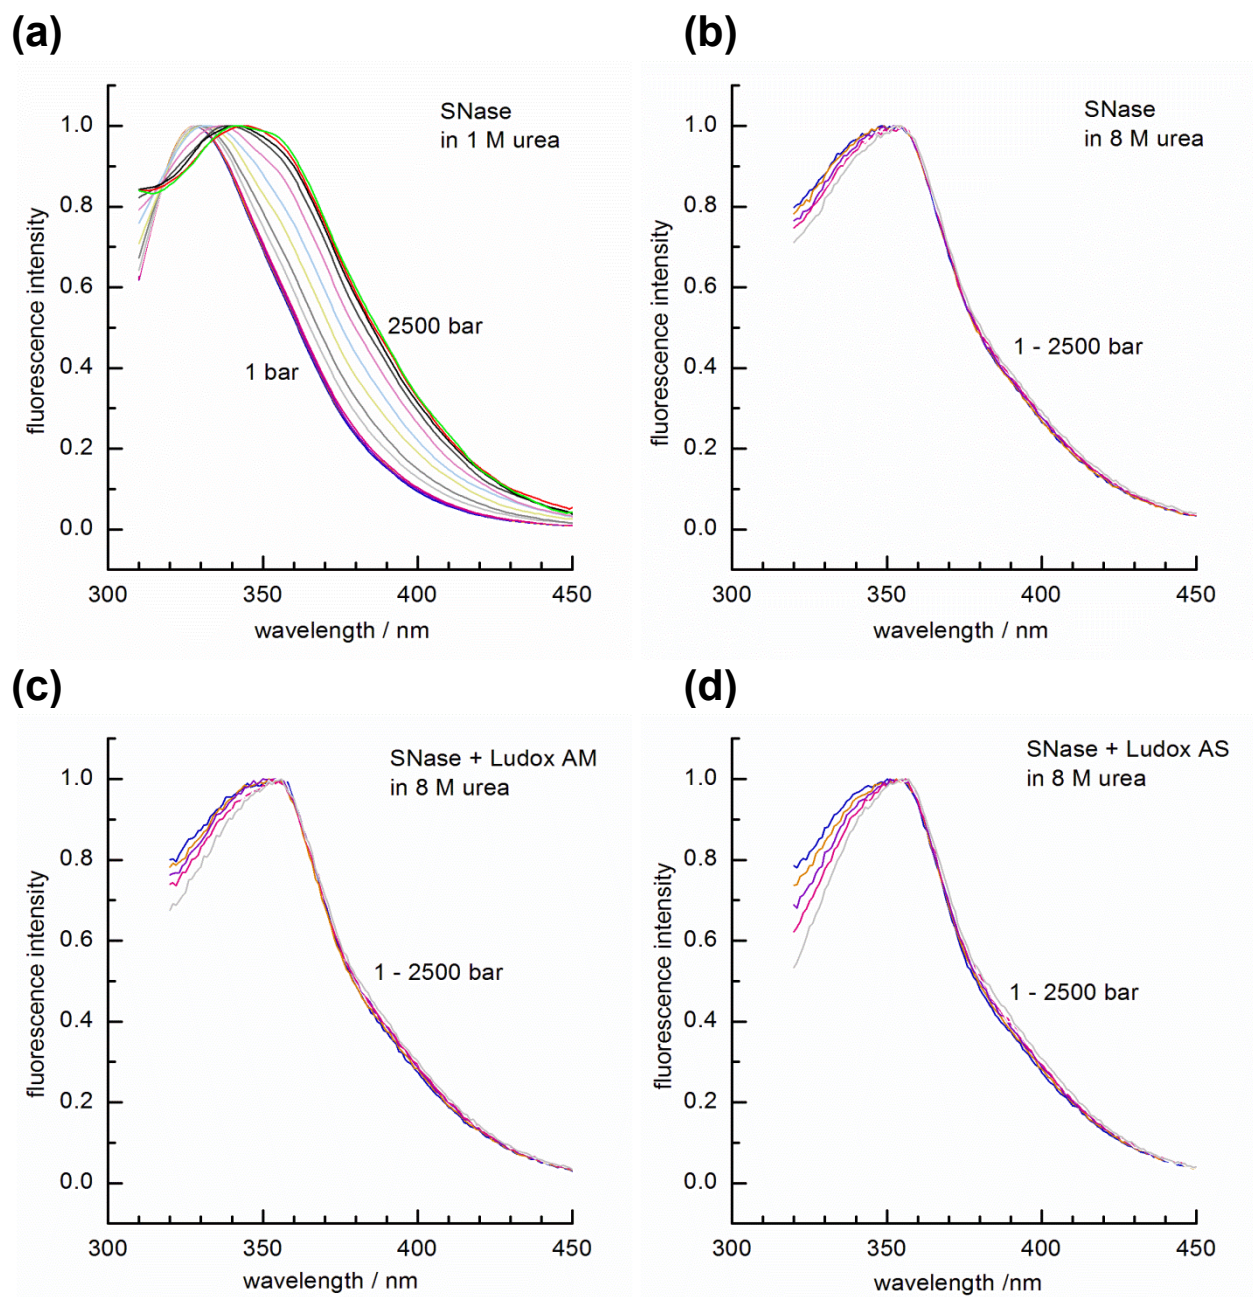 (a)
SNase
in 1 M urea
1.0
0.8
0.6
0.4
0.2
0.0
fluorescence intensity
2500 bar
1 bar
300
350
400
450
wavelength / nm
(b)
SNase
in 8 M urea
1.0
0.8
0.6
0.4
0.2
0.0
fluorescence intensity
1 - 2500 bar
300
350
400
450
wavelength / nm
(c)
SNase + Ludox AM
in 8 M urea
1.0
0.8
0.6
0.4
0.2
0.0
fluorescence intensity
1 - 2500 bar
300
350
400
450
wavelength / nm
(d)
SNase + Ludox AS
in 8 M urea
1.0
0.8
0.6
0.4
0.2
0.0
fluorescence intensity
1 - 2500 bar
300
350
400
450
wavelength /nm